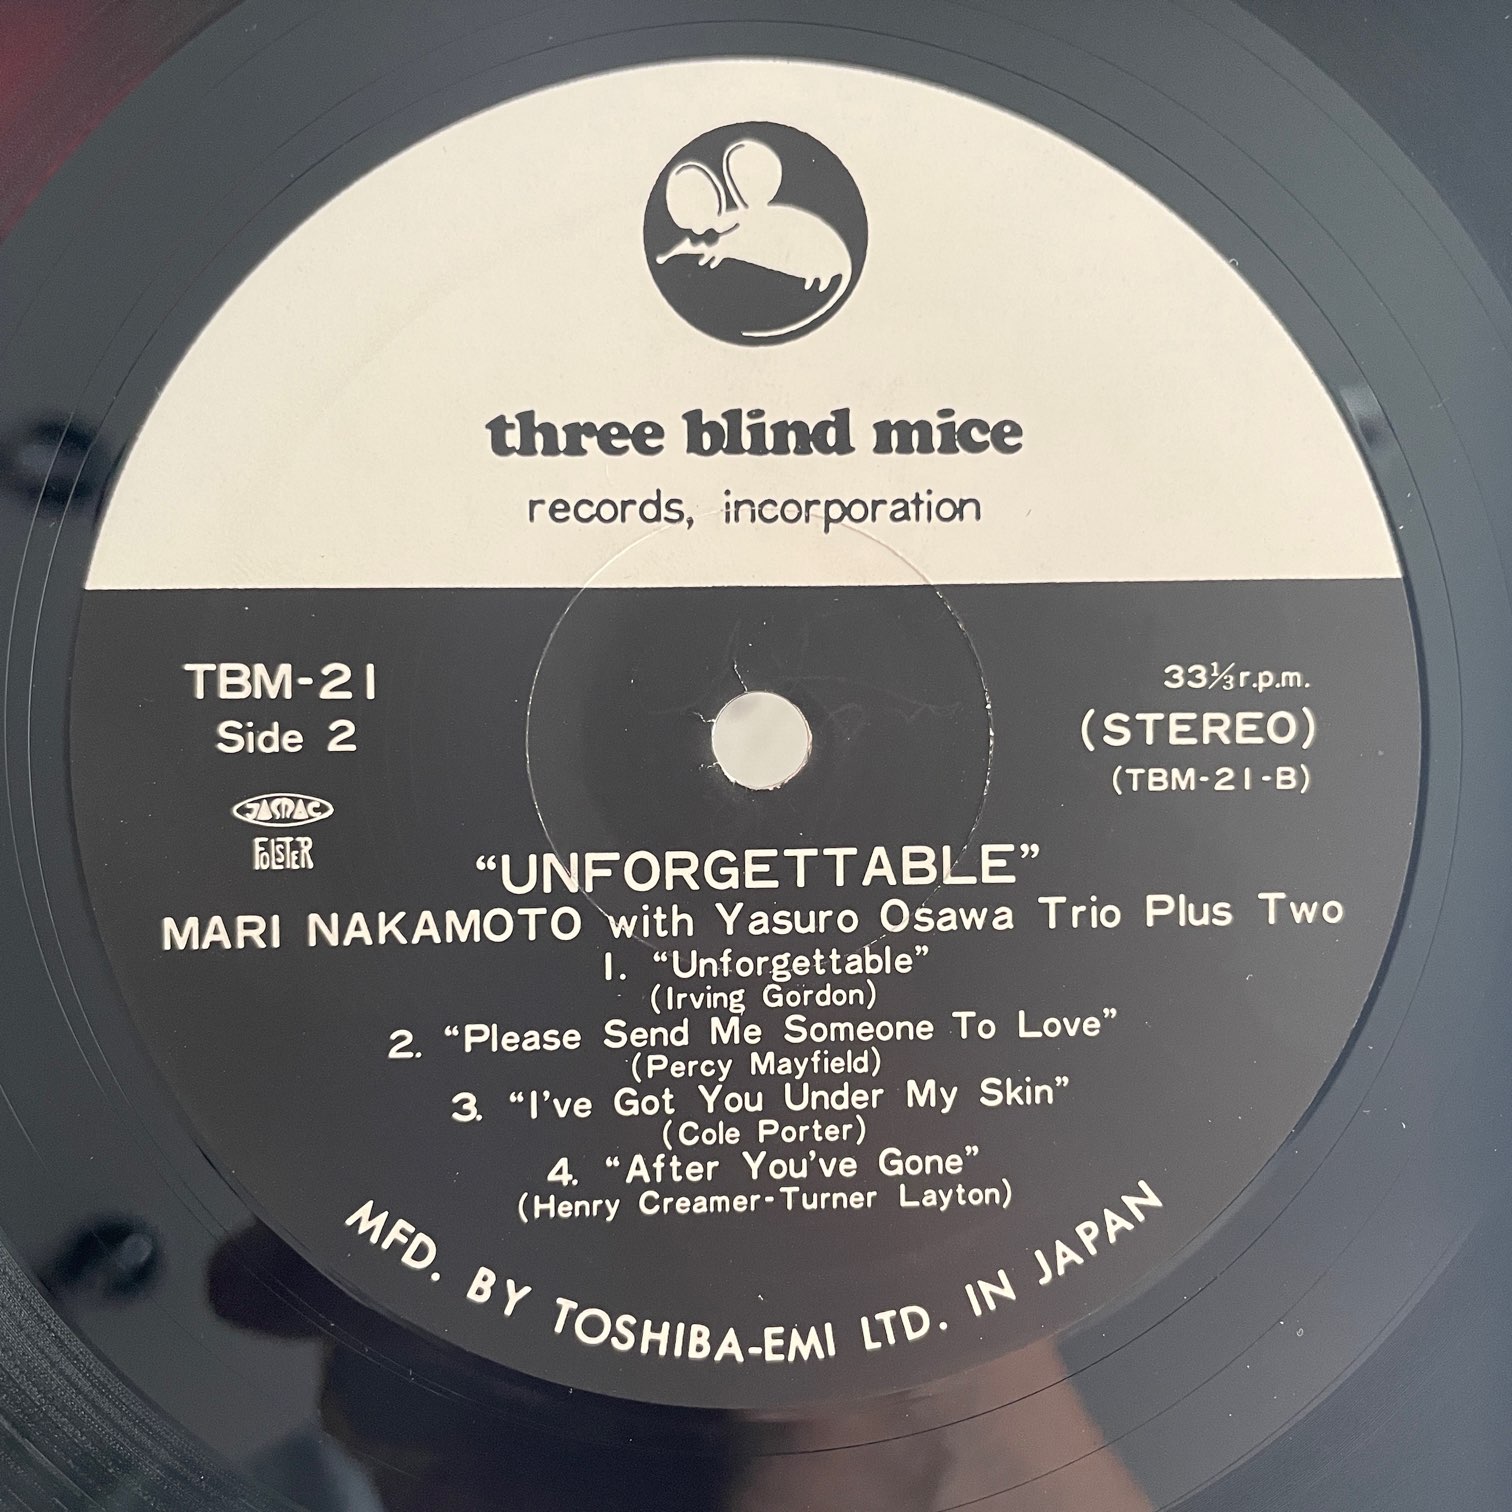 three blind mice
records, incorporation
TBM-21
Side 2
JASRAC
FOLSTER
33⅓ r.p.m.
(STEREO)
(TBM-21-B)
“UNFORGETTABLE”
MARI NAKAMOTO with Yasuro Osawa Trio Plus Two
1. “Unforgettable”
(Irving Gordon)
2. “Please Send Me Someone To Love”
(Percy Mayfield)
3. “I've Got You Under My Skin”
(Cole Porter)
4. “After You've Gone”
(Henry Creamer-Turner Layton)
MFD. BY TOSHIBA-EMI LTD. IN JAPAN